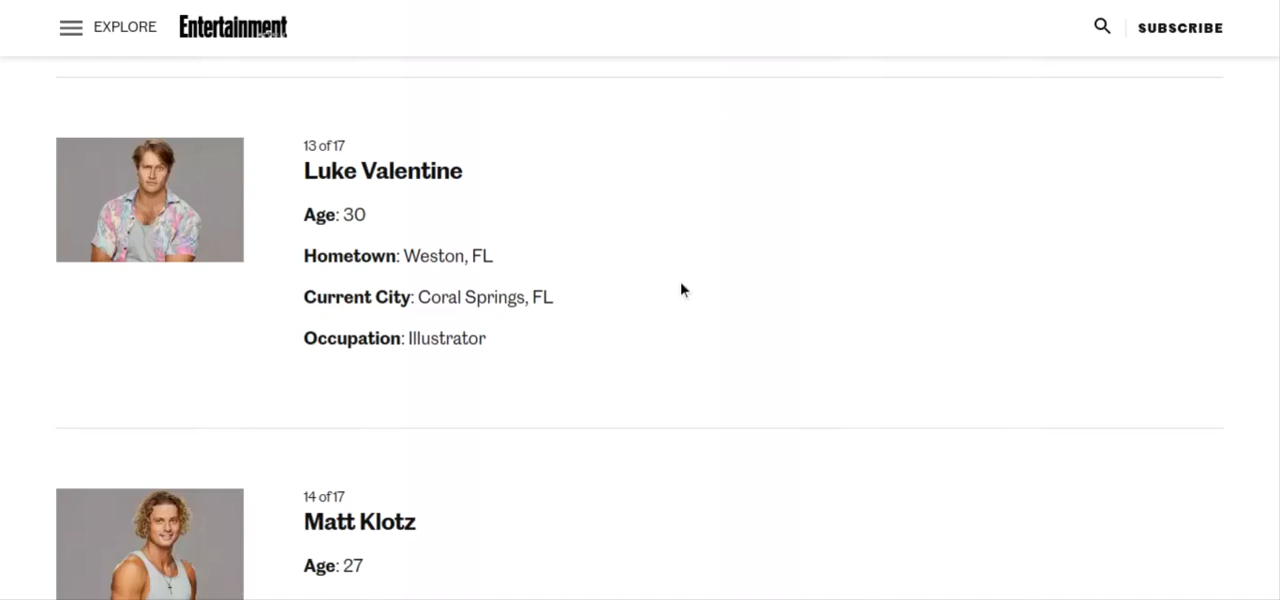 EXPLORE
Entertainment
SUBSCRIBE
13 of 17
Luke Valentine
Age: 30
Hometown: Weston, FL
Current City: Coral Springs, FL
Occupation: Illustrator
14 of 17
Matt Klotz
Age: 27